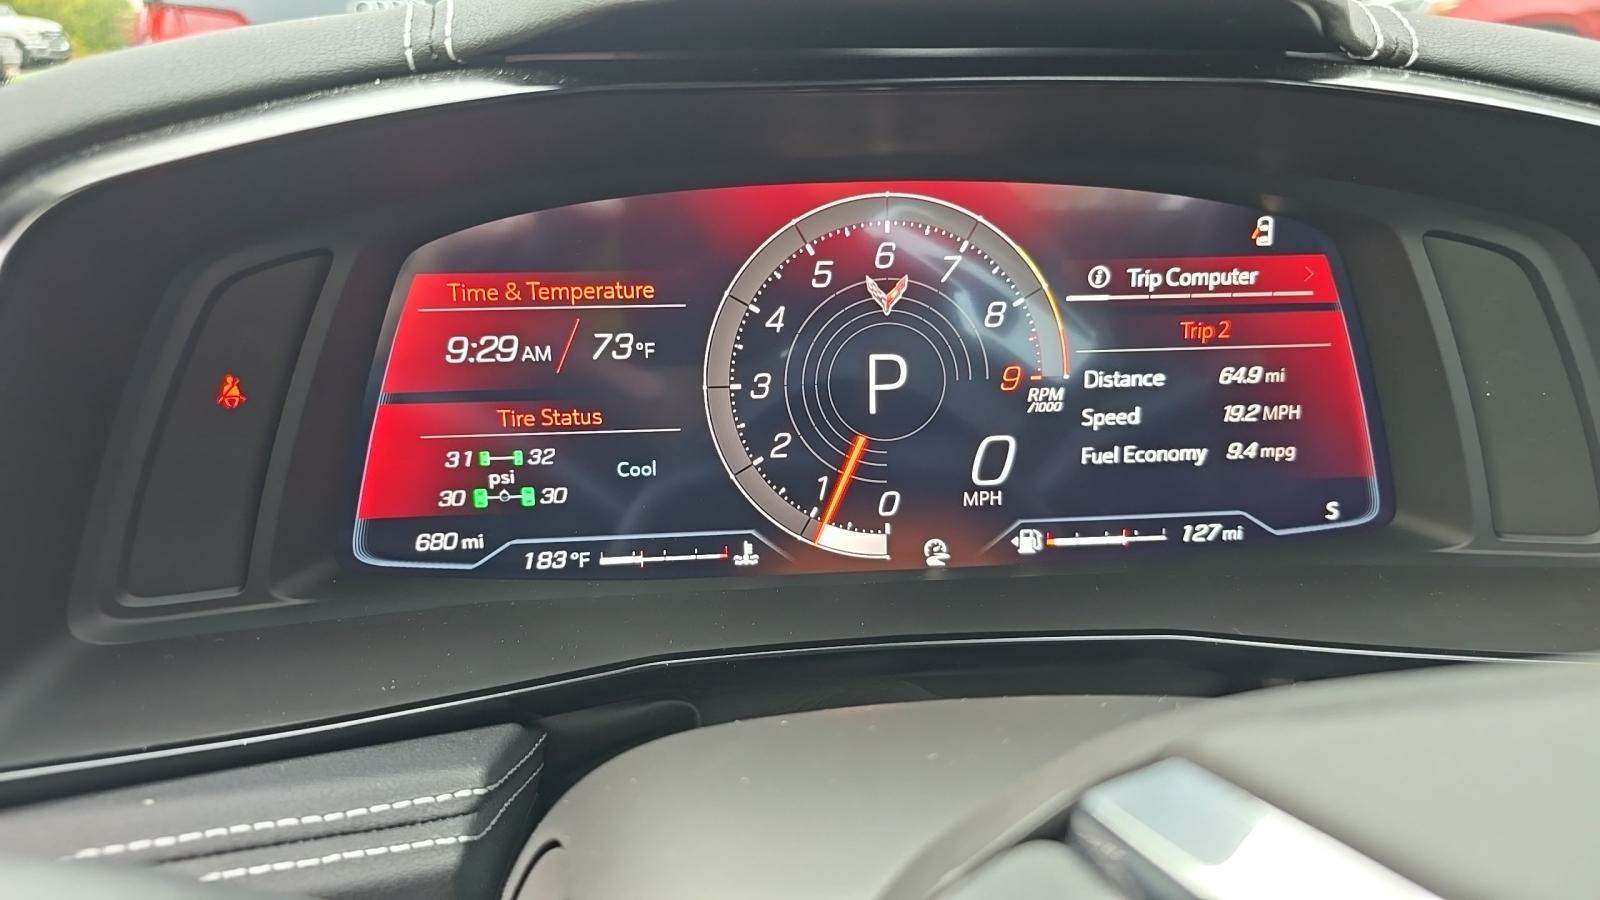 Time & Temperature
9:29 AM / 73 °F
Tire Status
31 32
psi
30 30
Cool
680 mi
183 °F
0
1
2
3
4
5
6
7
8
9
RPM
/1000
P
0
MPH
Trip Computer
Trip 2
Distance 64.9 mi
Speed 19.2 MPH
Fuel Economy 9.4 mpg
127 mi
S